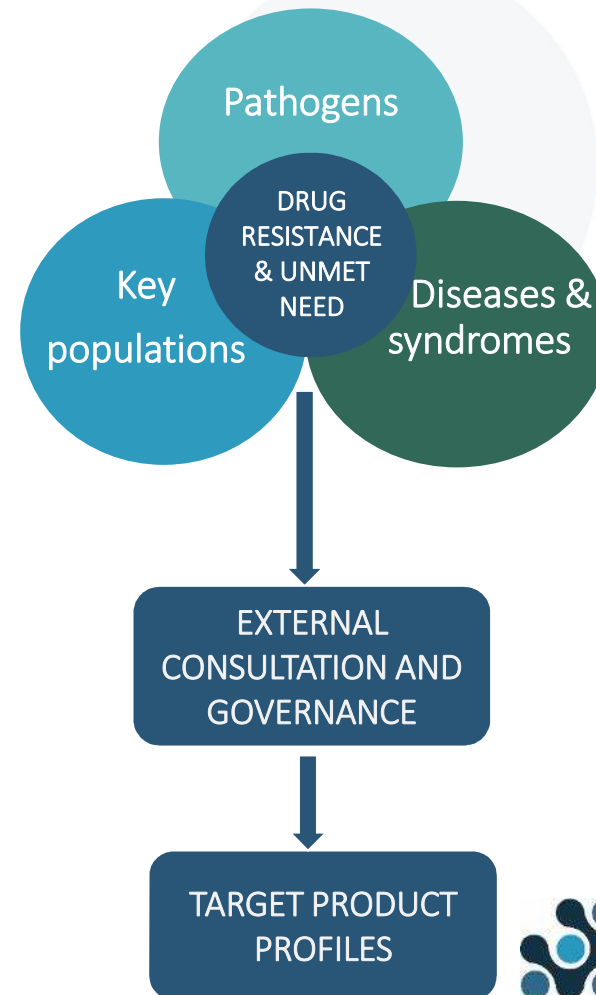 Pathogens
DRUG
RESISTANCE
& UNMET
NEED
Key
populations
Diseases &
syndromes
EXTERNAL
CONSULTATION AND
GOVERNANCE
TARGET PRODUCT
PROFILES